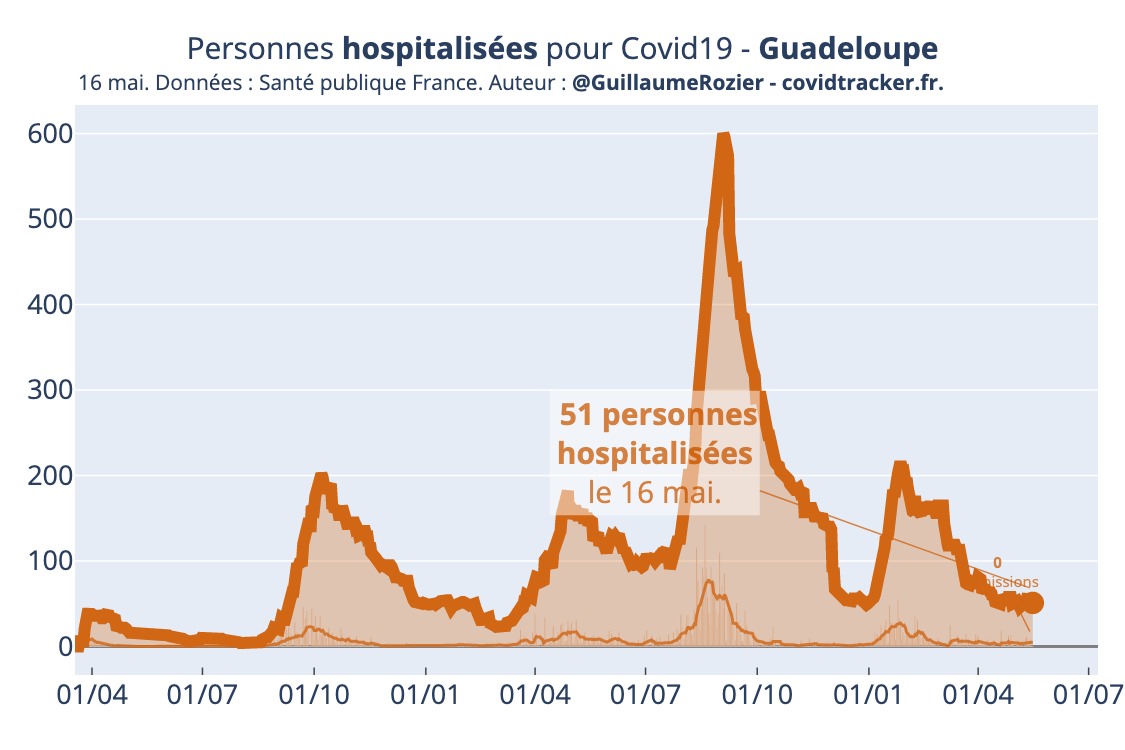 Personnes hospitalisées pour Covid19 - Guadeloupe
16 mai. Données : Santé publique France. Auteur : @GuillaumeRozier - covidtracker.fr.
600
500
400
300
200
100
0
51 personnes
hospitalisées
le 16 mai.
0
01/04 01/07 01/10 01/01 01/04 01/07 01/10 01/01 01/04 01/07